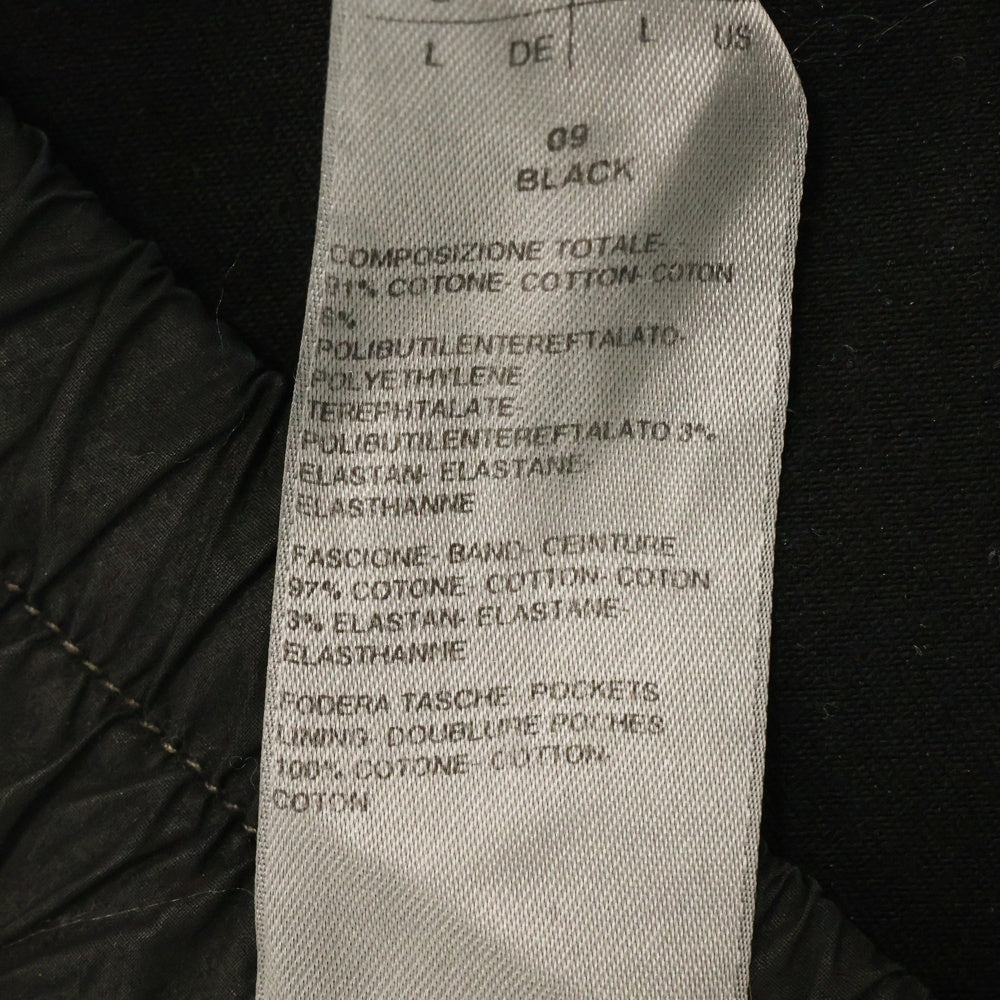 L DE L US
09
BLACK
COMPOSIZIONE TOTALE-
91% COTONE- COTTON- COTON
6%
POLIBUTILENTEREFTALATO-
POLYETHYLENE
TEREPHTALATE-
POLIBUTILENTEREFTALATO 3%
ELASTAN- ELASTANE-
ELASTHANNE
FASCIONE- BAND- CEINTURE
97% COTONE- COTTON- COTON
3% ELASTAN- ELASTANE-
ELASTHANNE
FODERA TASCHE- POCKETS
LINING- DOUBLURE POCHES
100% COTONE- COTTON-
COTON